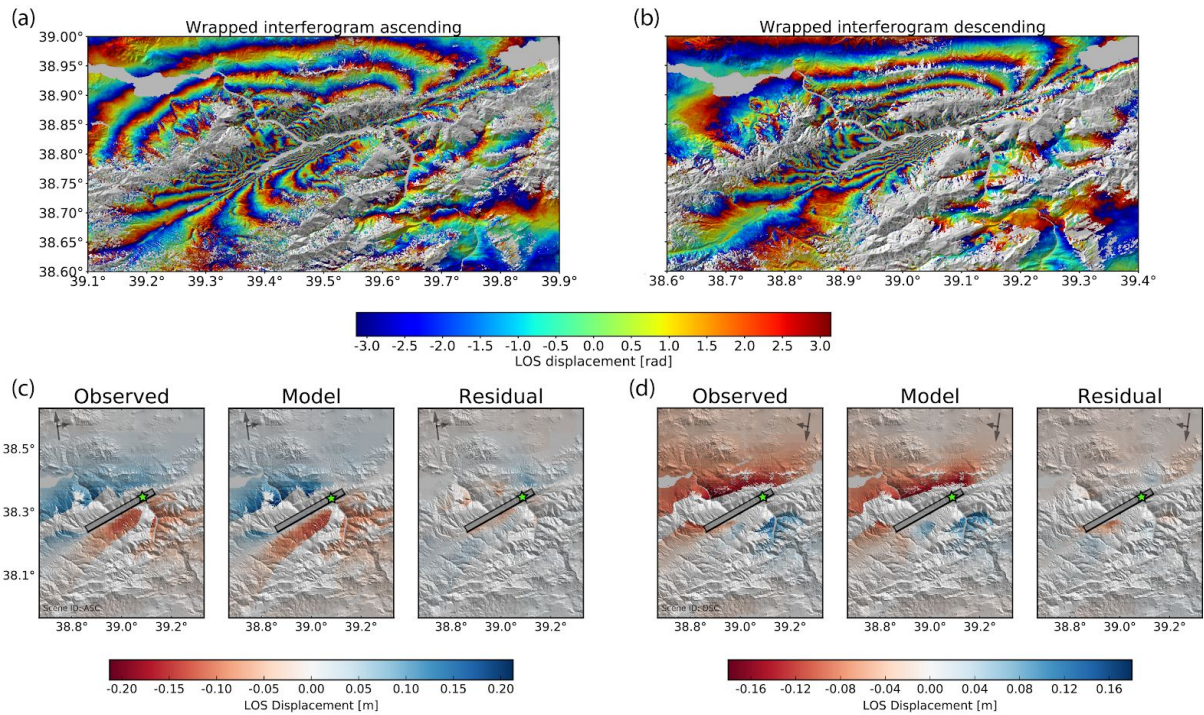 (a)
Wrapped interferogram ascending
39.00°
38.95°
38.90°
38.85°
38.80°
38.75°
38.70°
38.65°
38.60°
39.1° 39.2° 39.3° 39.4° 39.5° 39.6° 39.7° 39.8° 39.9°
(b)
Wrapped interferogram descending
38.6° 38.7° 38.8° 38.9° 39.0° 39.1° 39.2° 39.3° 39.4°
-3.0 -2.5 -2.0 -1.5 -1.0 -0.5 0.0 0.5 1.0 1.5 2.0 2.5 3.0
LOS displacement [rad]
(c)
Observed Model Residual
38.5°
38.3°
38.1°
Scene ID: ASC
38.8° 39.0° 39.2° 38.8° 39.0° 39.2° 38.8° 39.0° 39.2°
-0.20 -0.15 -0.10 -0.05 0.00 0.05 0.10 0.15 0.20
LOS Displacement [m]
(d)
Observed Model Residual
Scene ID: DSC
38.8° 39.0° 39.2° 38.8° 39.0° 39.2° 38.8° 39.0° 39.2°
-0.16 -0.12 -0.08 -0.04 0.00 0.04 0.08 0.12 0.16
LOS Displacement [m]